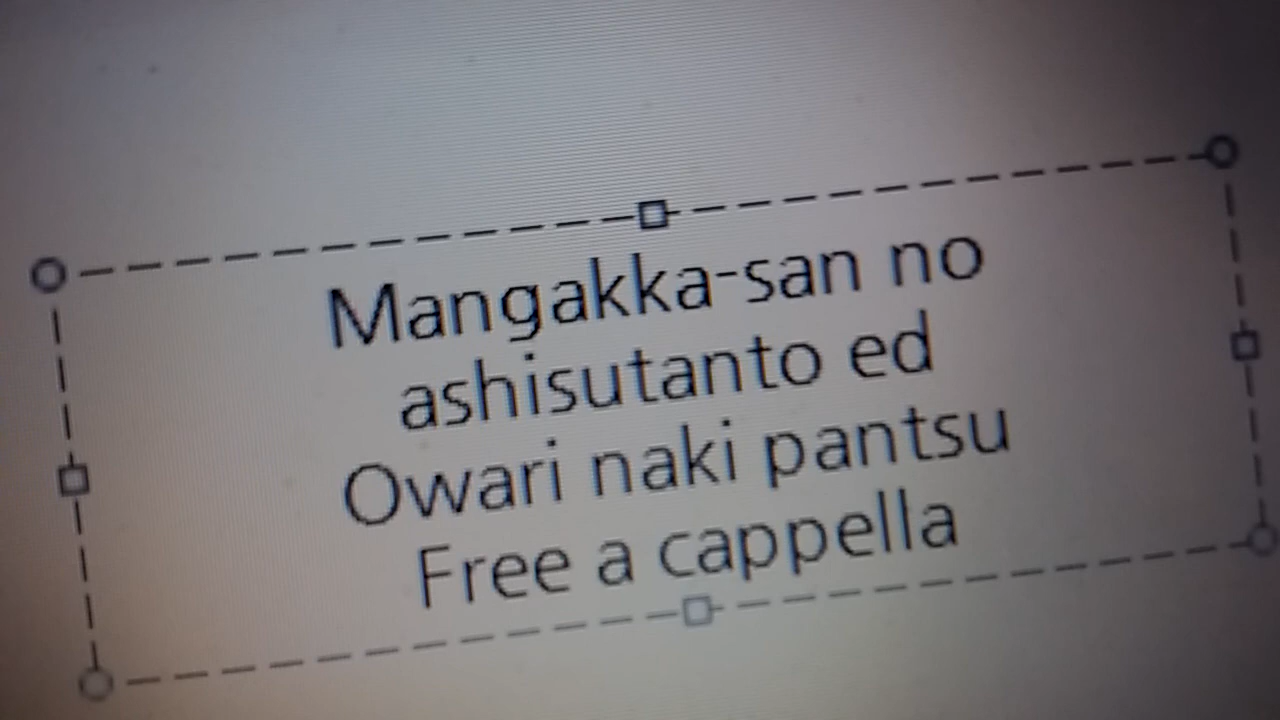 Mangakka-san no
ashisutanto ed
Owari naki pantsu
Free a cappella